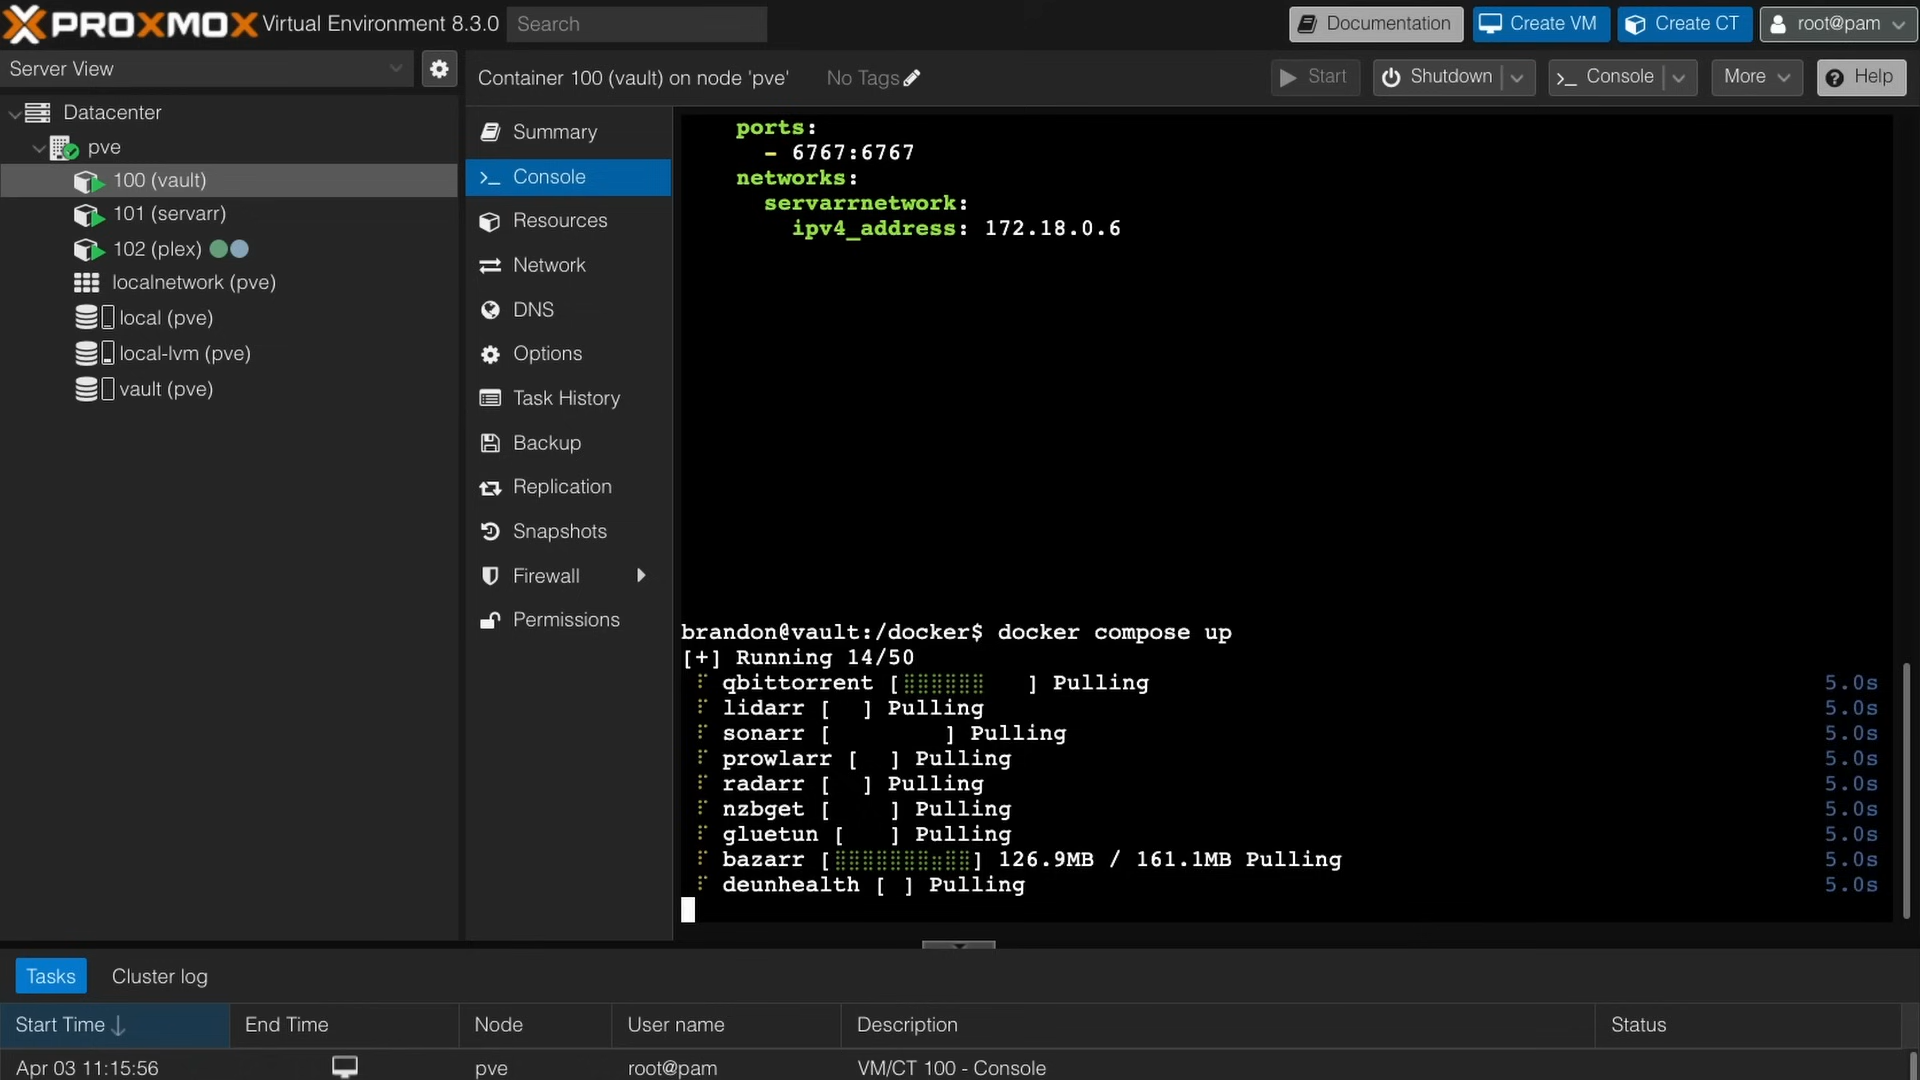 PROXMOX Virtual Environment 8.3.0 Search Documentation Create VM Create CT root@pam
Server View
Datacenter
pve
100 (vault)
101 (servarr)
102 (plex)
localnetwork (pve)
local (pve)
local-lvm (pve)
vault (pve)
Container 100 (vault) on node 'pve' No Tags Start Shutdown Console More Help
Summary
Console
Resources
Network
DNS
Options
Task History
Backup
Replication
Snapshots
Firewall
Permissions
ports:
- 6767:6767
networks:
servarrnetwork:
ipv4_address: 172.18.0.6
brandon@vault:/docker$ docker compose up
[+] Running 14/50
qbittorrent [⣿⣿⣿⣿⣿⣿   ] Pulling 5.0s
lidarr [  ] Pulling 5.0s
sonarr [        ] Pulling 5.0s
prowlarr [  ] Pulling 5.0s
radarr [  ] Pulling 5.0s
nzbget [    ] Pulling 5.0s
gluetun [   ] Pulling 5.0s
bazarr [⣿⣿⣿⣿⣿⣿⣿⣤⣿⣿] 126.9MB / 161.1MB Pulling 5.0s
deunhealth [ ] Pulling 5.0s
Tasks Cluster log
Start Time End Time Node User name Description Status
Apr 03 11:15:56 pve root@pam VM/CT 100 - Console